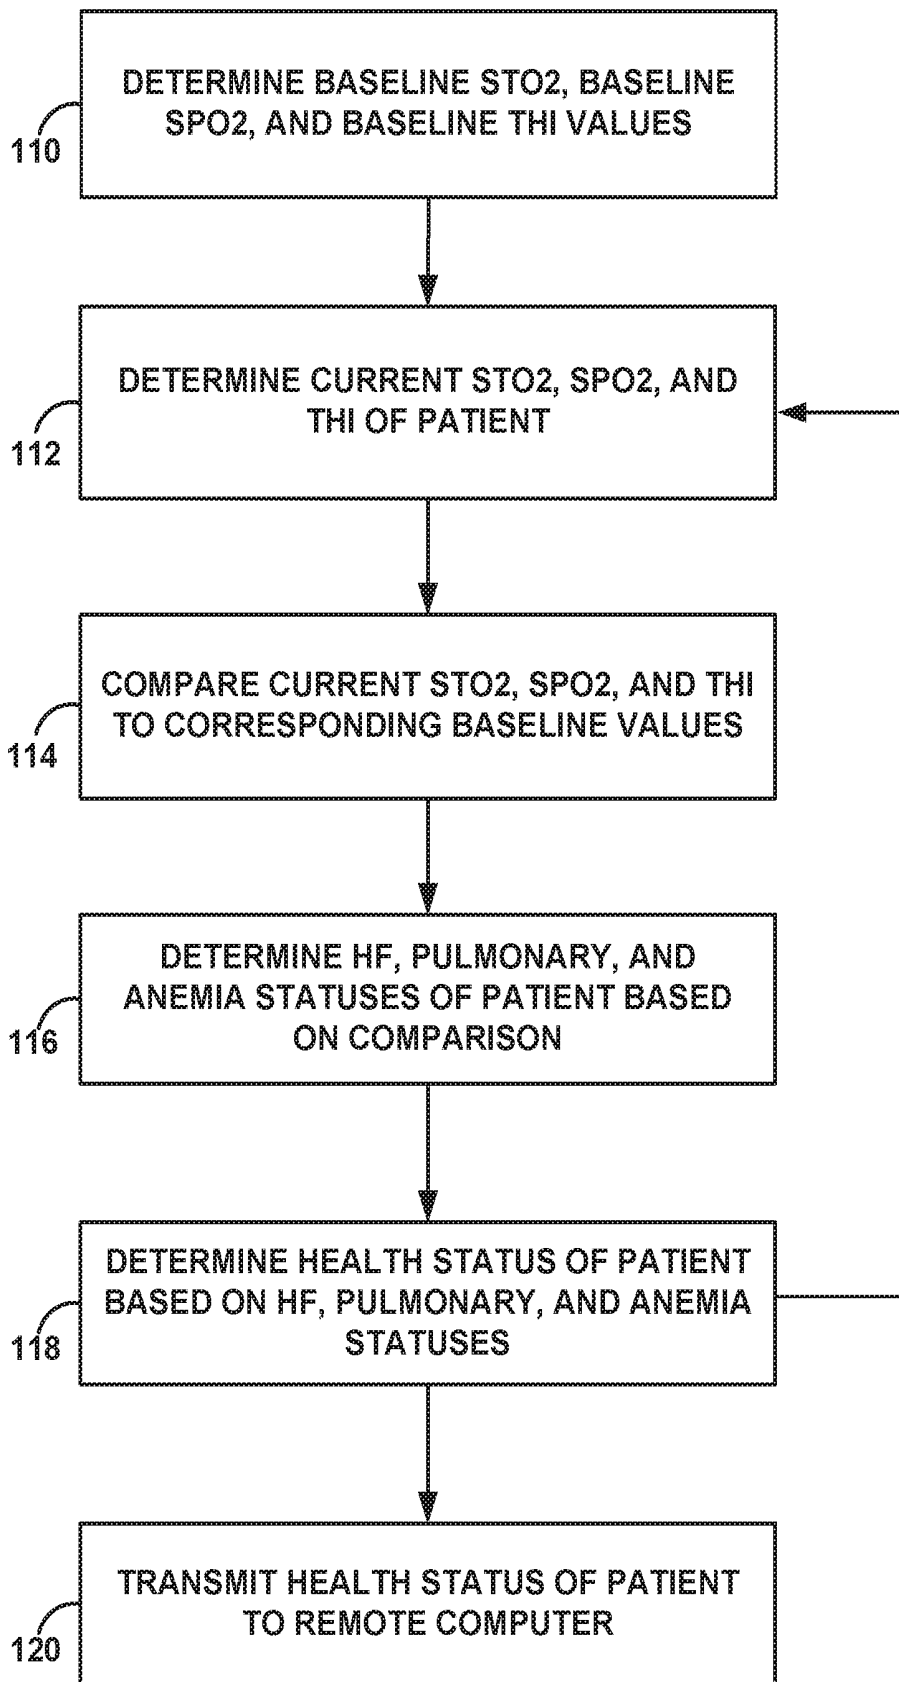 DETERMINE BASELINE STO2, BASELINE
SPO2, AND BASELINE THI VALUES
110
DETERMINE CURRENT STO2, SPO2, AND
THI OF PATIENT
112
COMPARE CURRENT STO2, SPO2, AND THI
TO CORRESPONDING BASELINE VALUES
114
DETERMINE HF, PULMONARY, AND
ANEMIA STATUSES OF PATIENT BASED
ON COMPARISON
116
DETERMINE HEALTH STATUS OF PATIENT
BASED ON HF, PULMONARY, AND ANEMIA
STATUSES
118
TRANSMIT HEALTH STATUS OF PATIENT
TO REMOTE COMPUTER
120